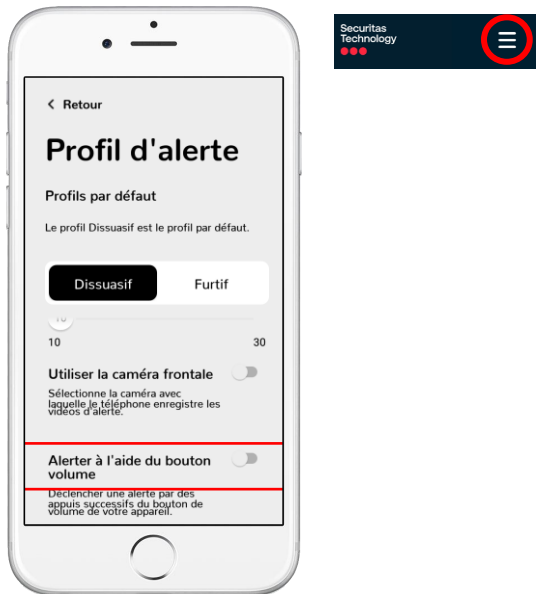 Securitas
Technology
Retour
Profil d'alerte
Profils par défaut
Le profil Dissuasif est le profil par défaut.
Dissuasif Furtif
10
10 30
Utiliser la caméra frontale
Sélectionne la caméra avec
laquelle le téléphone enregistre les
vidéos d'alerte.
Alerter à l'aide du bouton
volume
Déclencher une alerte par des
appuis successifs du bouton de
volume de votre appareil.